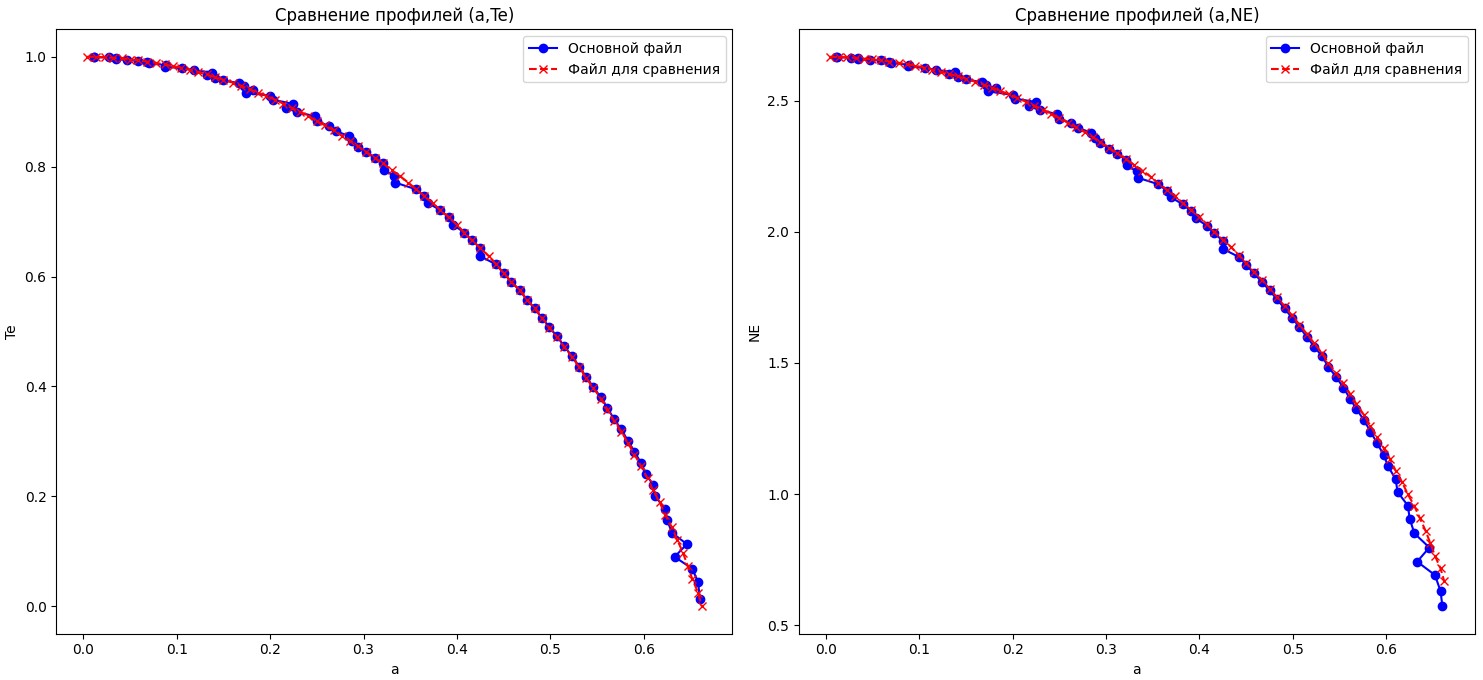 Сравнение профилей (a,Te)
Основной файл
Файл для сравнения
1.0
0.8
0.6
0.4
0.2
0.0
Te
0.0 0.1 0.2 0.3 0.4 0.5 0.6
a
Сравнение профилей (a,NE)
Основной файл
Файл для сравнения
2.5
2.0
1.5
1.0
0.5
NE
0.0 0.1 0.2 0.3 0.4 0.5 0.6
a